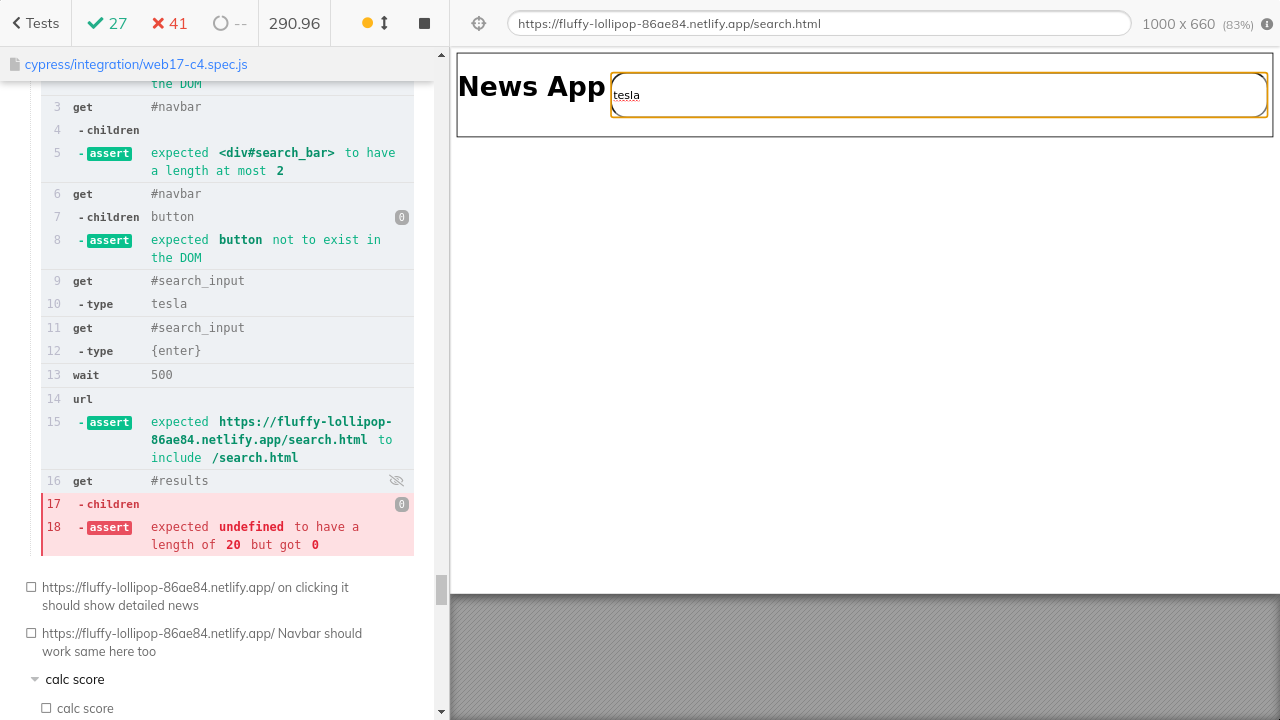 Tests 27 41 -- 290.96 https://fluffy-lollipop-86ae84.netlify.app/search.html 1000 x 660 (83%)
cypress/integration/web17-c4.spec.js
the DOM
3 get #navbar
4 - children
5 - assert expected <div#search_bar> to have
a length at most 2
6 get #navbar
7 - children button 0
8 - assert expected button not to exist in
the DOM
9 get #search_input
10 - type tesla
11 get #search_input
12 - type {enter}
13 wait 500
14 url
15 - assert expected https://fluffy-lollipop-
86ae84.netlify.app/search.html to
include /search.html
16 get #results
17 - children 0
18 - assert expected undefined to have a
length of 20 but got 0
https://fluffy-lollipop-86ae84.netlify.app/ on clicking it
should show detailed news
https://fluffy-lollipop-86ae84.netlify.app/ Navbar should
work same here too
calc score
calc score
News App tesla